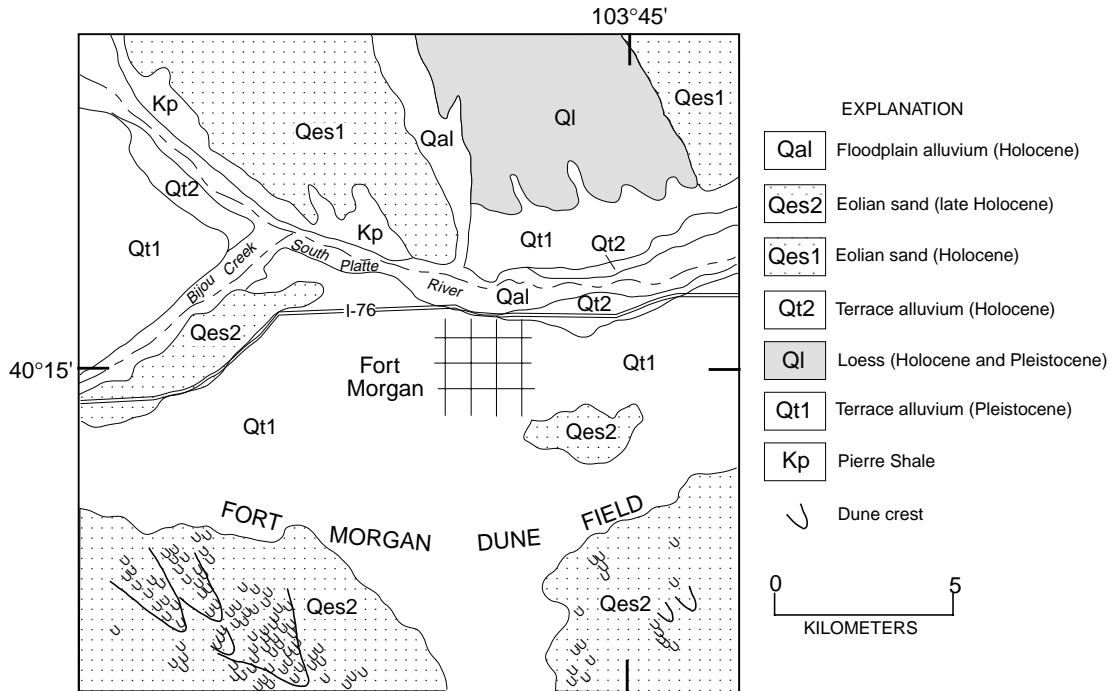 103°45'
Kp
Qes1
Qal
Ql
Qes1
Qt2
Qt1
Kp
Qt1
Qt2
Bijou Creek
South Platte River
Qal
Qt2
Qes2
I-76
40°15'
Fort
Morgan
Qt1
Qt1
Qes2
FORT MORGAN DUNE FIELD
Qes2
Qes2
EXPLANATION
Qal Floodplain alluvium (Holocene)
Qes2 Eolian sand (late Holocene)
Qes1 Eolian sand (Holocene)
Qt2 Terrace alluvium (Holocene)
Ql Loess (Holocene and Pleistocene)
Qt1 Terrace alluvium (Pleistocene)
Kp Pierre Shale
Dune crest
0 5
KILOMETERS